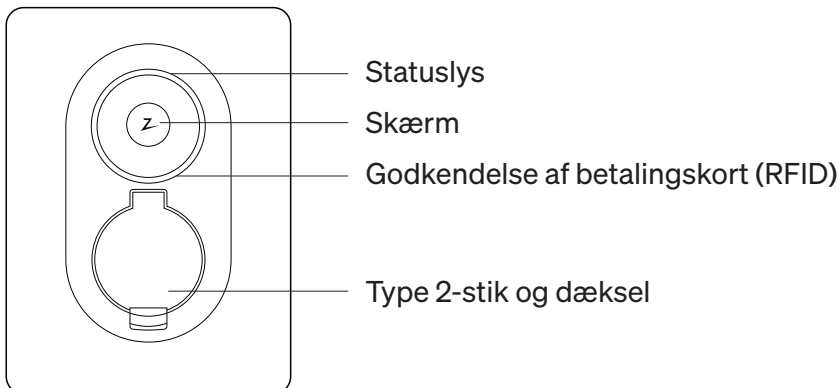 Statuslys
Skærm
Godkendelse af betalingskort (RFID)
Type 2-stik og dæksel